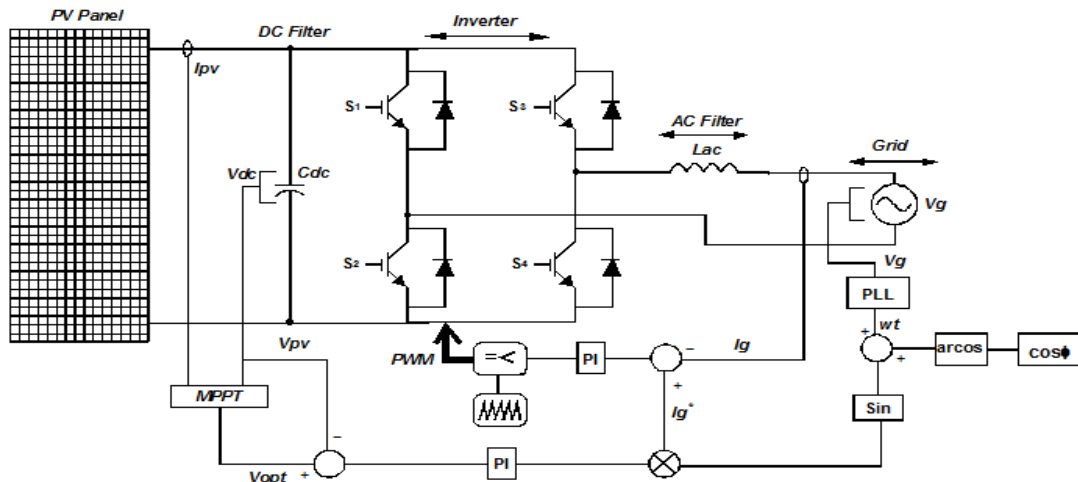 PV Panel
Ipv
DC Filter
Inverter
S1
S3
AC Filter
Lac
Grid
Vdc
Cdc
Vg
S2
S4
Vg
PLL
+
wt
+
arcos
cosϕ
Vpv
PWM
=<
PI
−
Ig
+
Ig*
Sin
MPPT
−
Vopt
+
PI